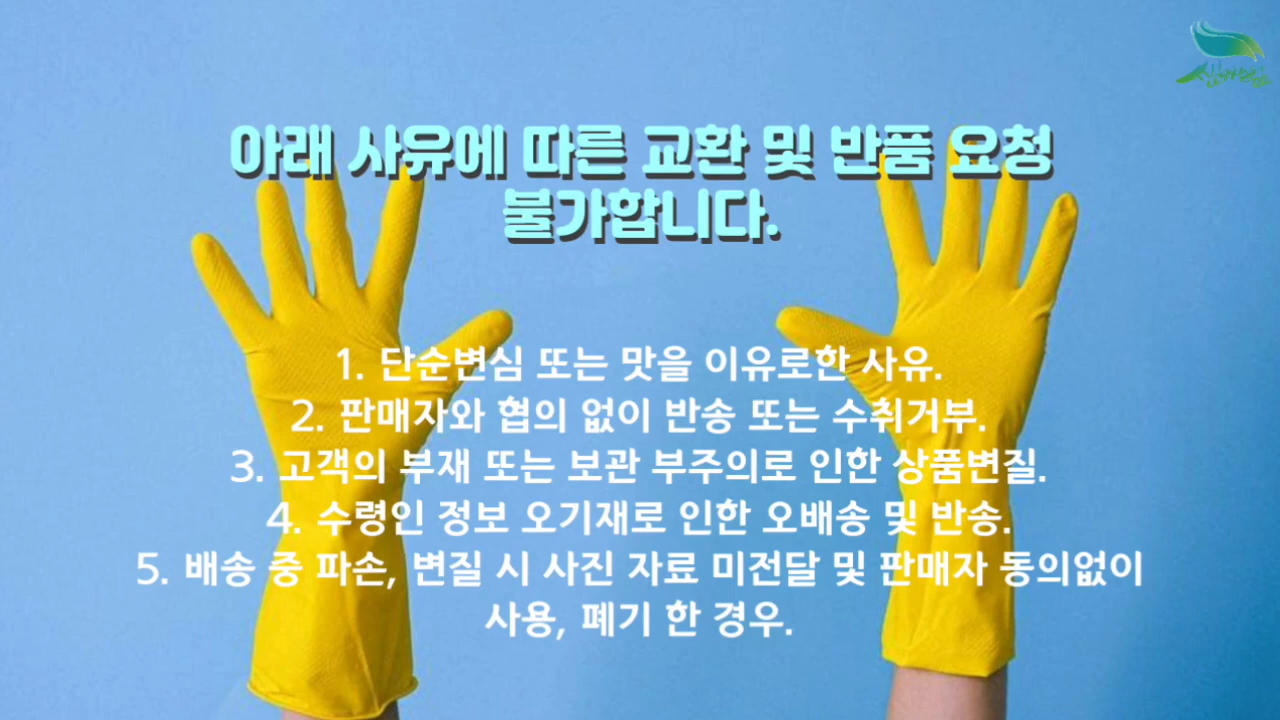 아래 사유에 따른 교환 및 반품 요청
불가합니다.
1. 단순변심 또는 맛을 이유로한 사유.
2. 판매자와 협의 없이 반송 또는 수취거부.
3. 고객의 부재 또는 보관 부주의로 인한 상품변질.
4. 수령인 정보 오기재로 인한 오배송 및 반송.
5. 배송 중 파손, 변질 시 사진 자료 미전달 및 판매자 동의없이
사용, 폐기 한 경우.